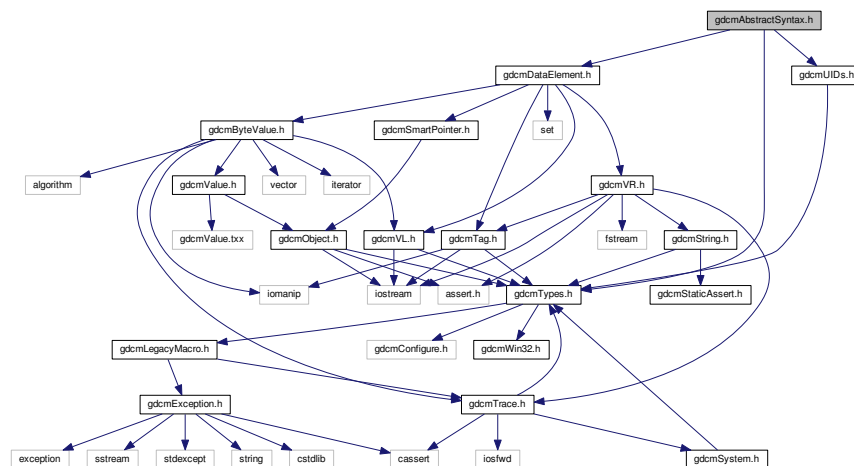 gdcmAbstractSyntax.h
gdcmDataElement.h
gdcmUIDs.h
gdcmByteValue.h
gdcmSmartPointer.h
set
algorithm
gdcmValue.h
vector
iterator
gdcmVR.h
gdcmValue.txx
gdcmObject.h
gdcmVL.h
gdcmTag.h
fstream
gdcmString.h
iomanip
iostream
assert.h
gdcmTypes.h
gdcmStaticAssert.h
gdcmLegacyMacro.h
gdcmConfigure.h
gdcmWin32.h
gdcmException.h
gdcmTrace.h
exception
sstream
stdexcept
string
cstdlib
cassert
iosfwd
gdcmSystem.h